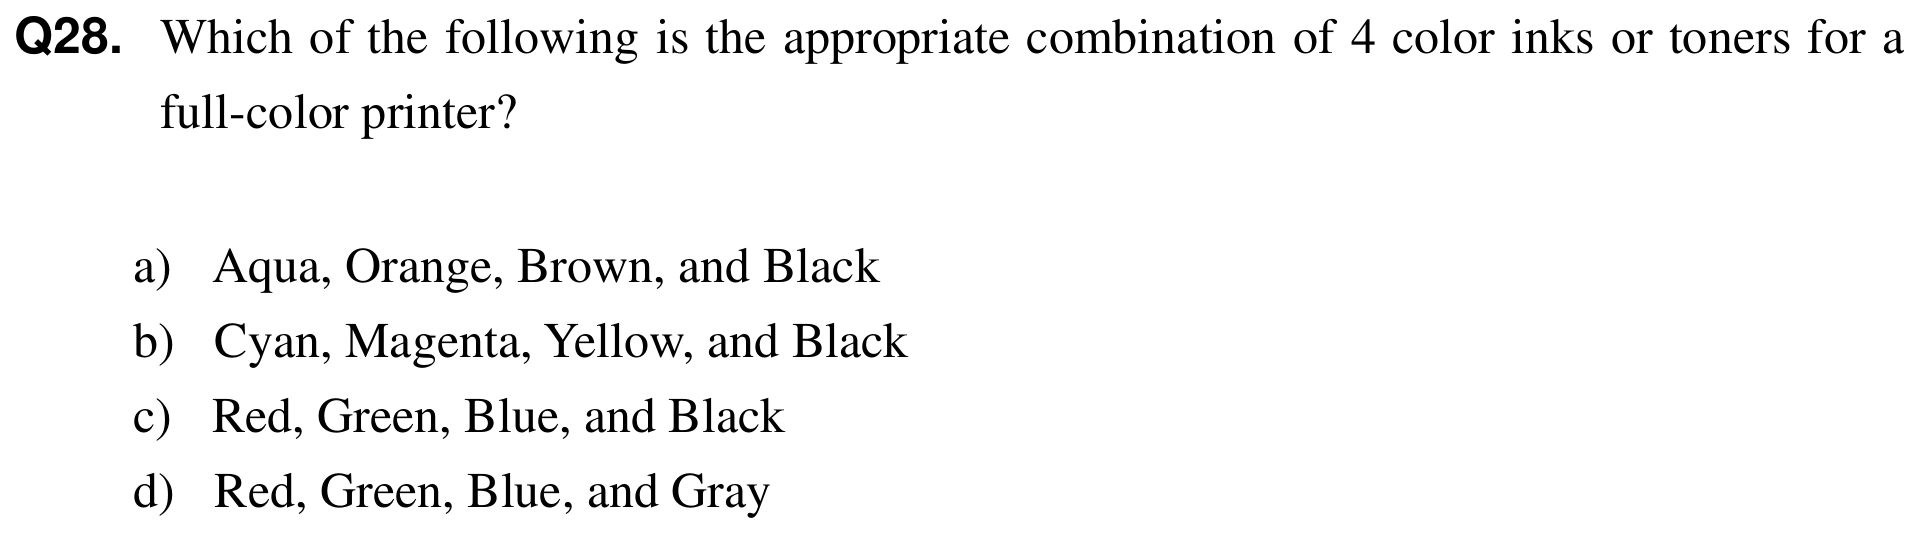 Q28. Which of the following is the appropriate combination of 4 color inks or toners for a
full-color printer?
a) Aqua, Orange, Brown, and Black
b) Cyan, Magenta, Yellow, and Black
c) Red, Green, Blue, and Black
d) Red, Green, Blue, and Gray